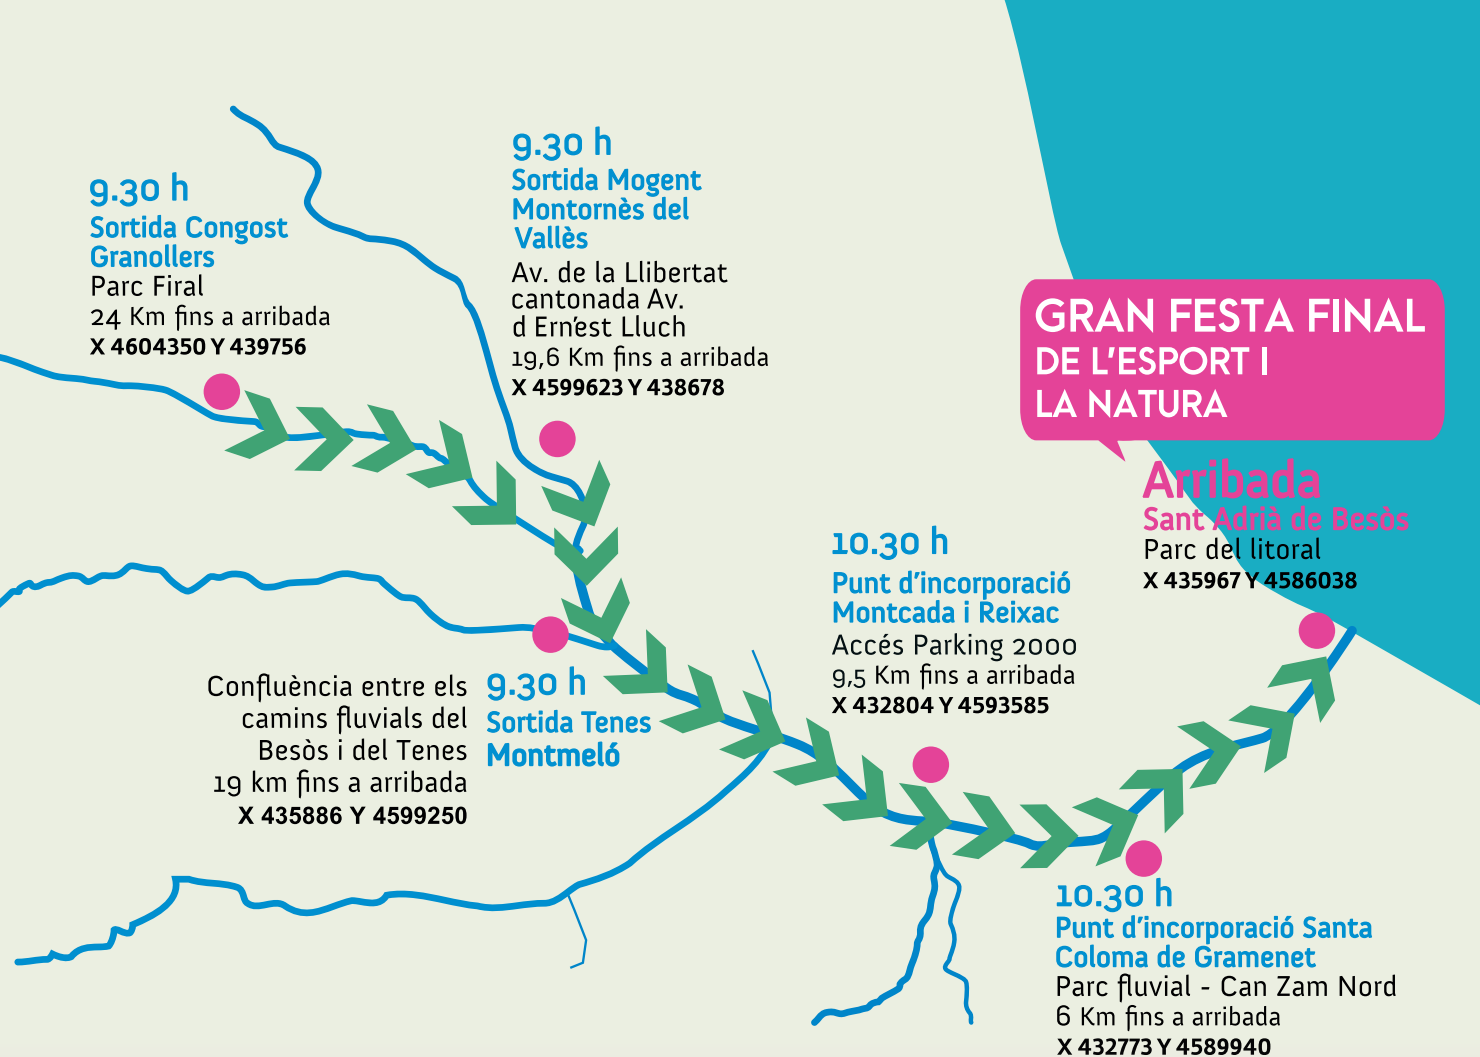 9.30 h
Sortida Congost
Granollers
Parc Firal
24 Km fins a arribada
X 4604350 Y 439756
9.30 h
Sortida Mogent
Montornès del
Vallès
Av. de la Llibertat
cantonada Av.
d Ern'est Lluch
19,6 Km fins a arribada
X 4599623 Y 438678
GRAN FESTA FINAL
DE L'ESPORT I
LA NATURA
Arribada
Sant Adrià de Besòs
Parc del litoral
X 435967 Y 4586038
10.30 h
Punt d'incorporació
Montcada i Reixac
Accés Parking 2000
9,5 Km fins a arribada
X 432804 Y 4593585
Confluència entre els
camins fluvials del
Besòs i del Tenes
19 km fins a arribada
X 435886 Y 4599250
9.30 h
Sortida Tenes
Montmeló
10.30 h
Punt d'incorporació Santa
Coloma de Gramenet
Parc fluvial - Can Zam Nord
6 Km fins a arribada
X 432773 Y 4589940